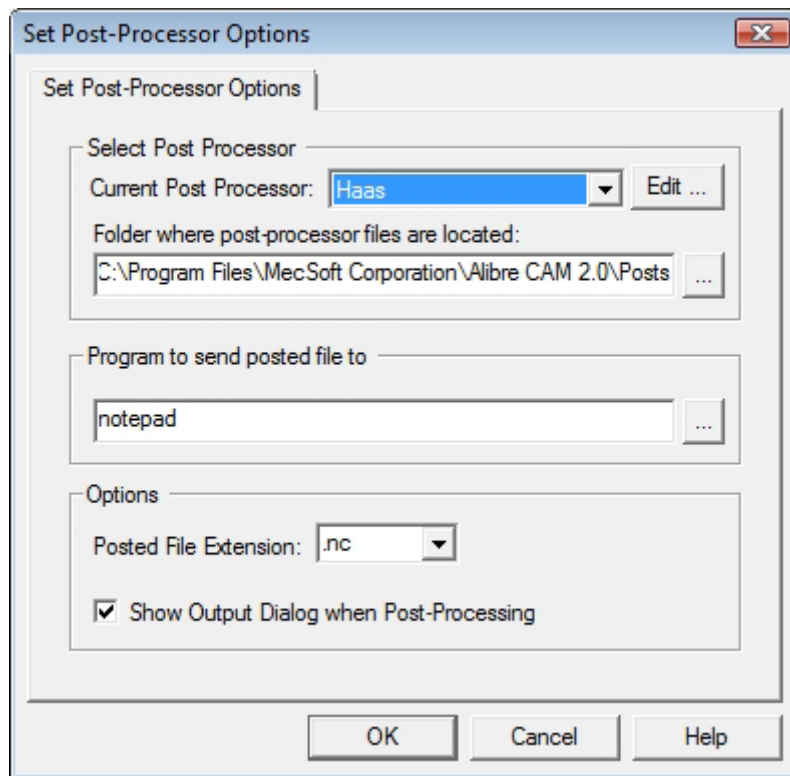 Set Post-Processor Options
Set Post-Processor Options
Select Post Processor
Current Post Processor: Haas Edit ...
Folder where post-processor files are located:
C:\Program Files\MecSoft Corporation\Alibre CAM 2.0\Posts ...
Program to send posted file to
notepad ...
Options
Posted File Extension: .nc
Show Output Dialog when Post-Processing
OK Cancel Help